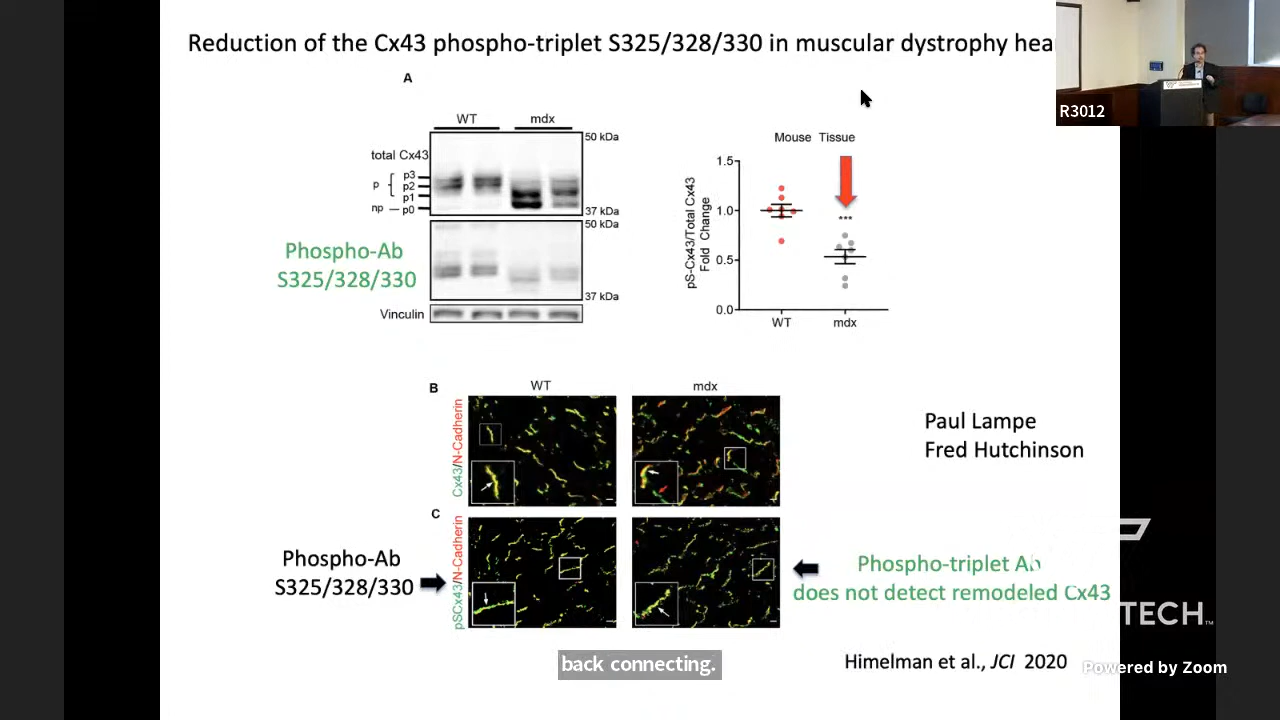 Reduction of the Cx43 phospho-triplet S325/328/330 in muscular dystrophy hea
R3012
A
WT
mdx
50 kDa
total Cx43
p
p3
p2
p1
np
p0
37 kDa
50 kDa
Phospho-Ab
S325/328/330
37 kDa
Vinculin
Mouse Tissue
pS-Cx43/Total Cx43
Fold Change
1.5
1.0
0.5
0.0
***
WT
mdx
B
WT
mdx
Cx43/N-Cadherin
Paul Lampe
Fred Hutchinson
C
pSCx43/N-Cadherin
Phospho-Ab
S325/328/330
Phospho-triplet Ab
does not detect remodeled Cx43
TECH
back connecting.
Himelman et al., JCI 2020
Powered by Zoom